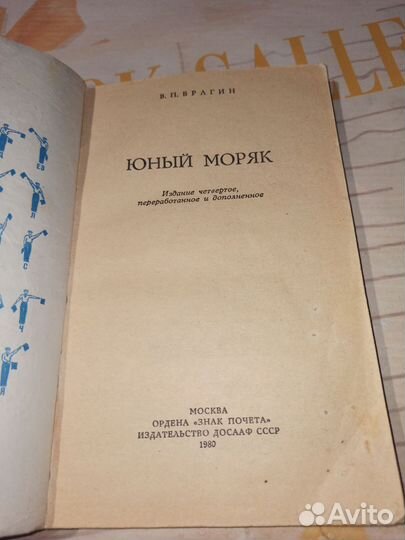 В. П. ВРАГИН
ЮНЫЙ МОРЯК
Издание четвертое,
переработанное и дополненное
МОСКВА
ОРДЕНА «ЗНАК ПОЧЕТА»
ИЗДАТЕЛЬСТВО ДОСААФ СССР
1980
Л
С
Ч
Я
Avito